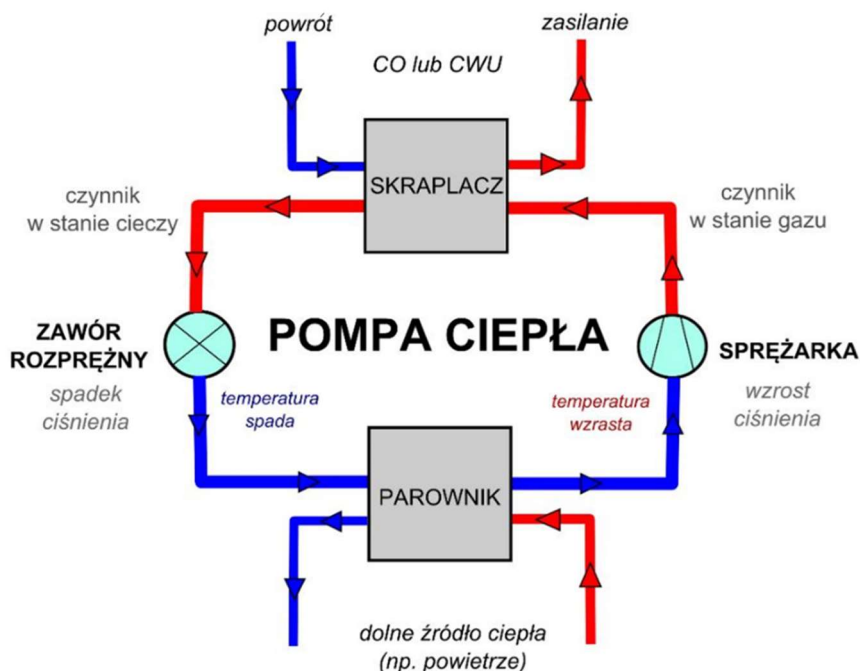 powrót
zasilanie
CO lub CWU
SKRAPLACZ
czynnik
w stanie cieczy
czynnik
w stanie gazu
ZAWÓR
ROZPRĘŻNY
POMPA CIEPŁA
SPRĘŻARKA
spadek
ciśnienia
temperatura
spada
temperatura
wzrasta
wzrost
ciśnienia
PAROWNIK
dolne źródło ciepła
(np. powietrze)